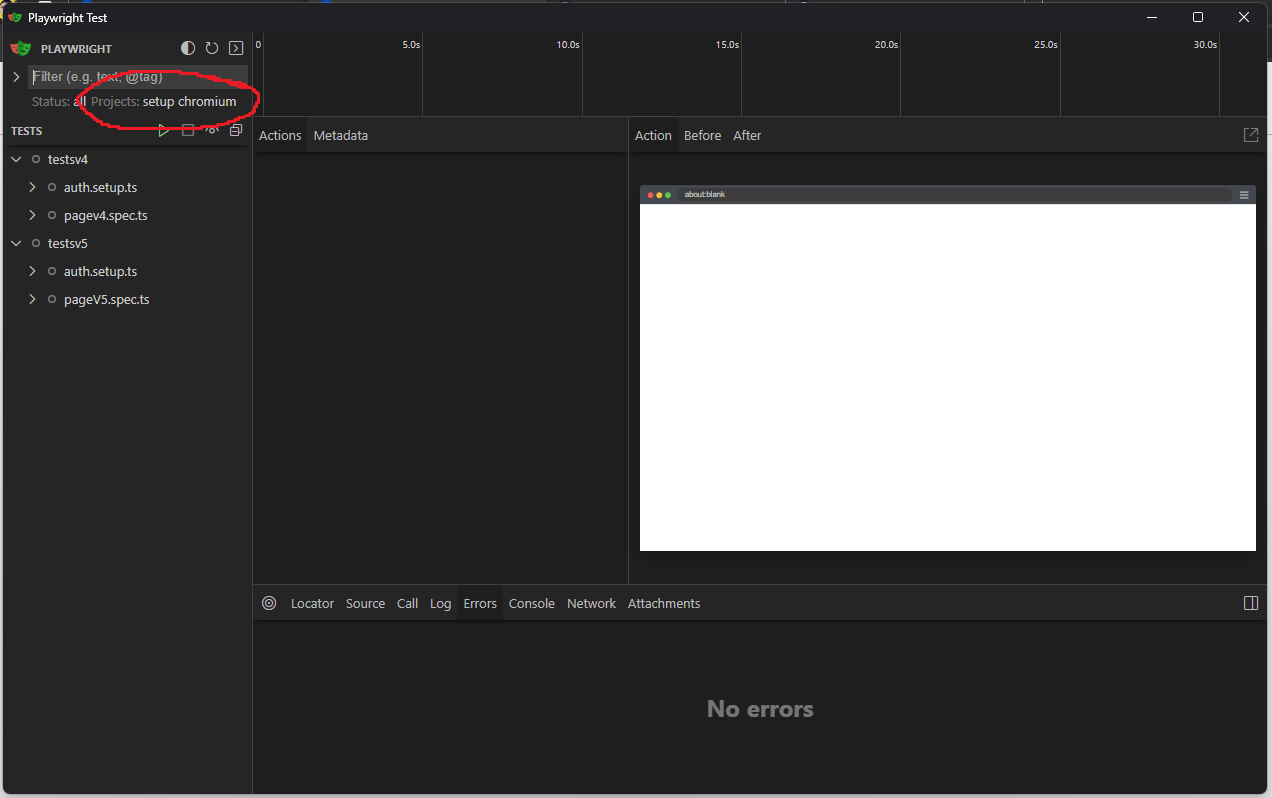 Playwright Test
PLAYWRIGHT
Filter (e.g. text, @tag)
Status: all Projects: setup chromium
TESTS
testsv4
auth.setup.ts
pagev4.spec.ts
testsv5
auth.setup.ts
pageV5.spec.ts
0 5.0s 10.0s 15.0s 20.0s 25.0s 30.0s
Actions Metadata
Action Before After
about:blank
Locator Source Call Log Errors Console Network Attachments
No errors